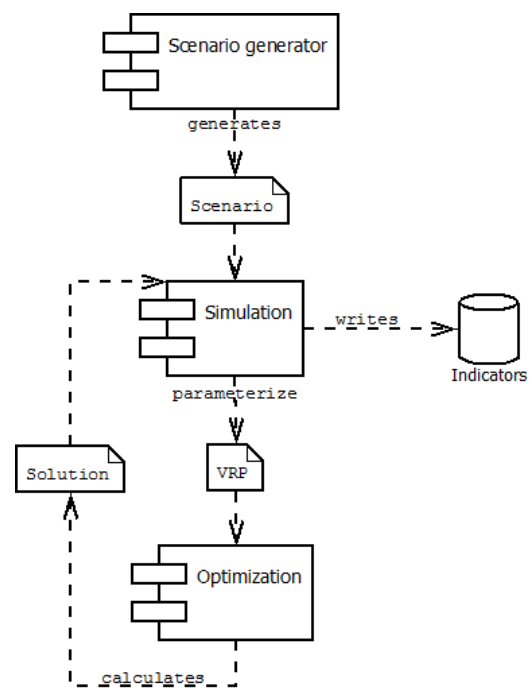 Scenario generator
generates
Scenario
Simulation
writes
Indicators
parameterize
Solution
VRP
Optimization
calculates